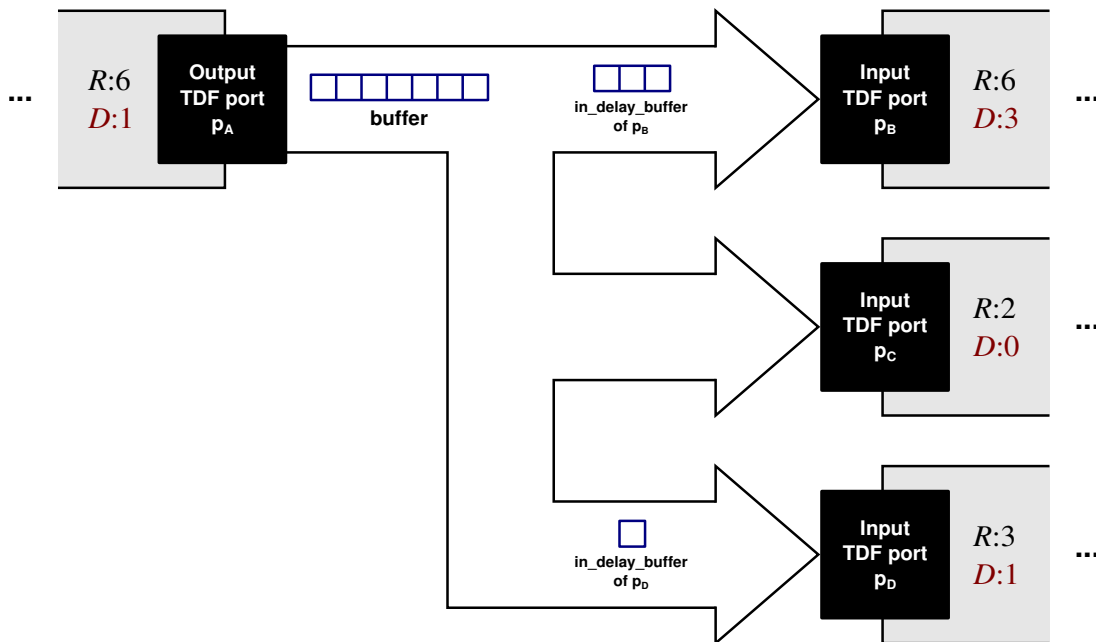 ...
R:6
D:1
Output
TDF port
pA
buffer
in_delay_buffer
of pB
Input
TDF port
pB
R:6
D:3
...
Input
TDF port
pC
R:2
D:0
...
in_delay_buffer
of pD
Input
TDF port
pD
R:3
D:1
...